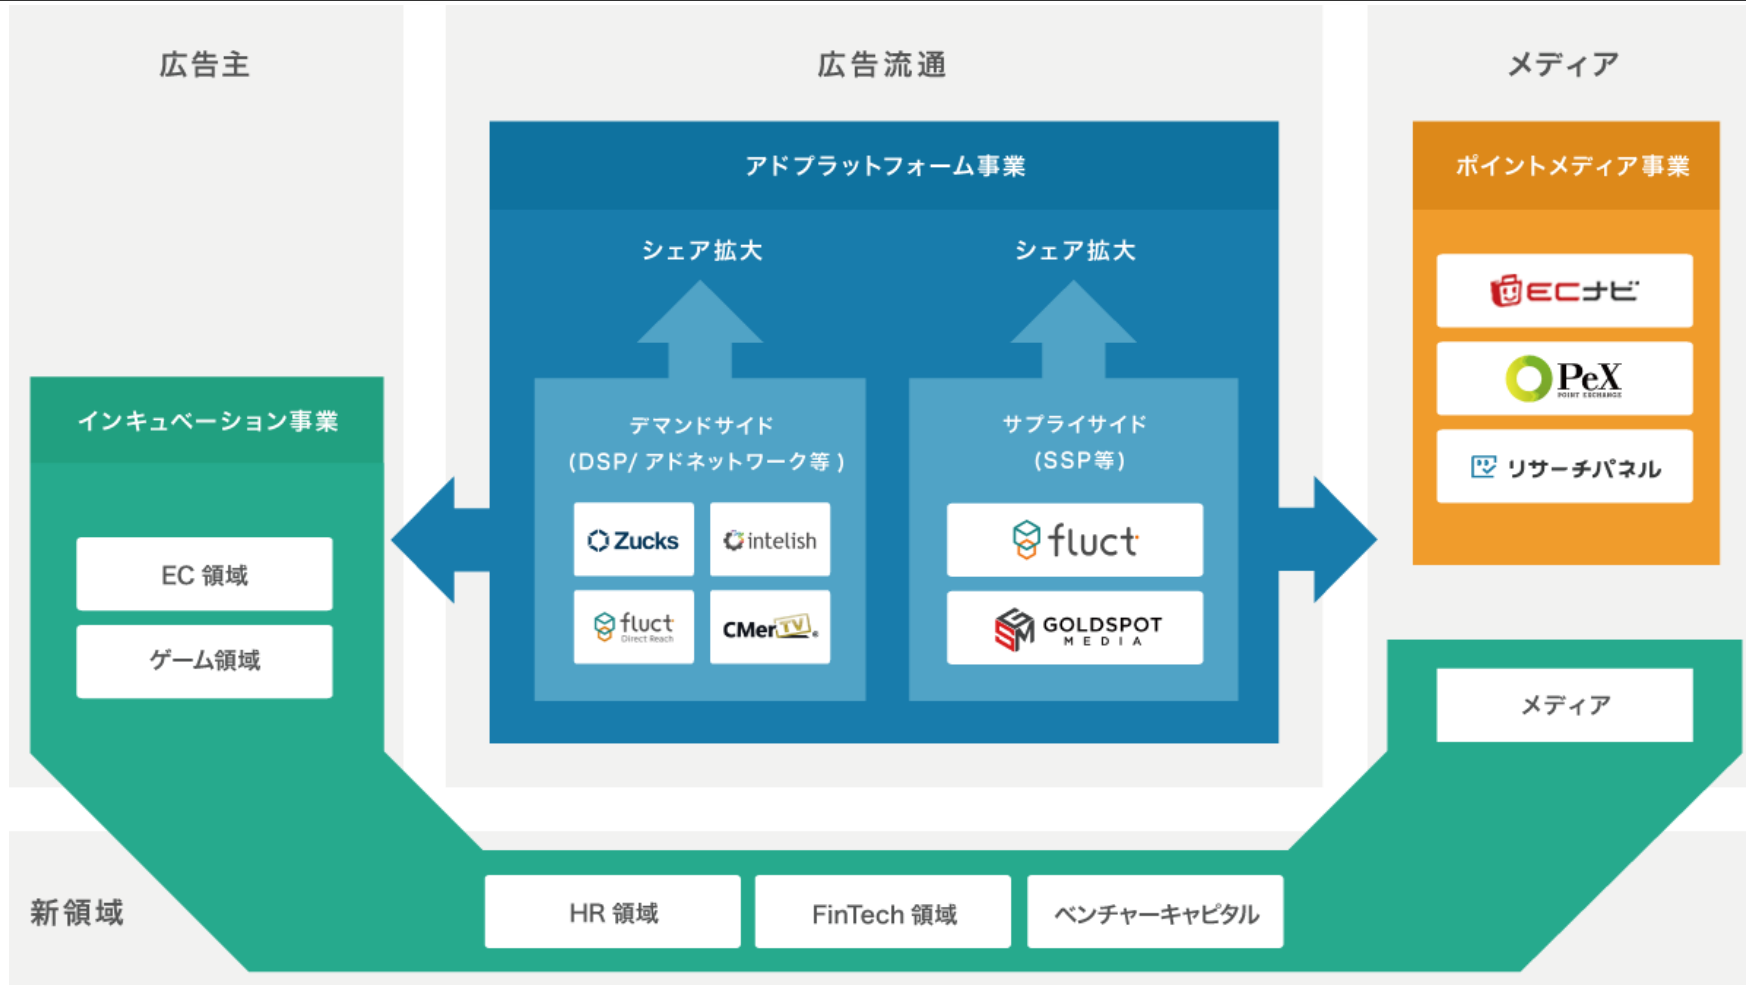 広告主
広告流通
メディア
アドプラットフォーム事業
ポイントメディア事業
シェア拡大
シェア拡大
ECナビ
PeX
POINT EXCHANGE
リサーチパネル
インキュベーション事業
EC 領域
ゲーム領域
デマンドサイド
(DSP/ アドネットワーク等 )
Zucks
intelish
fluct
Direct Reach
CMerTV®
サプライサイド
(SSP等)
fluct
GSM
GOLDSPOT
MEDIA
メディア
新領域
HR 領域
FinTech 領域
ベンチャーキャピタル